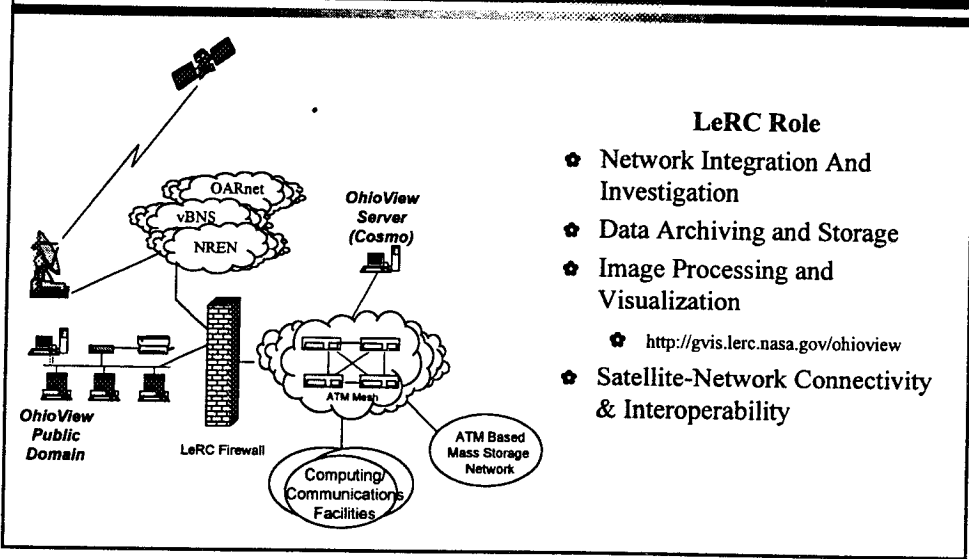 OARnet
vBNS
NREN
OhioView
Server
(Cosmo)
ATM Mesh
OhioView
Public
Domain
LeRC Firewall
ATM Based
Mass Storage
Network
Computing/
Communications
Facilities
LeRC Role
Network Integration And
Investigation
Data Archiving and Storage
Image Processing and
Visualization
http://gvis.lerc.nasa.gov/ohioview
Satellite-Network Connectivity
& Interoperability